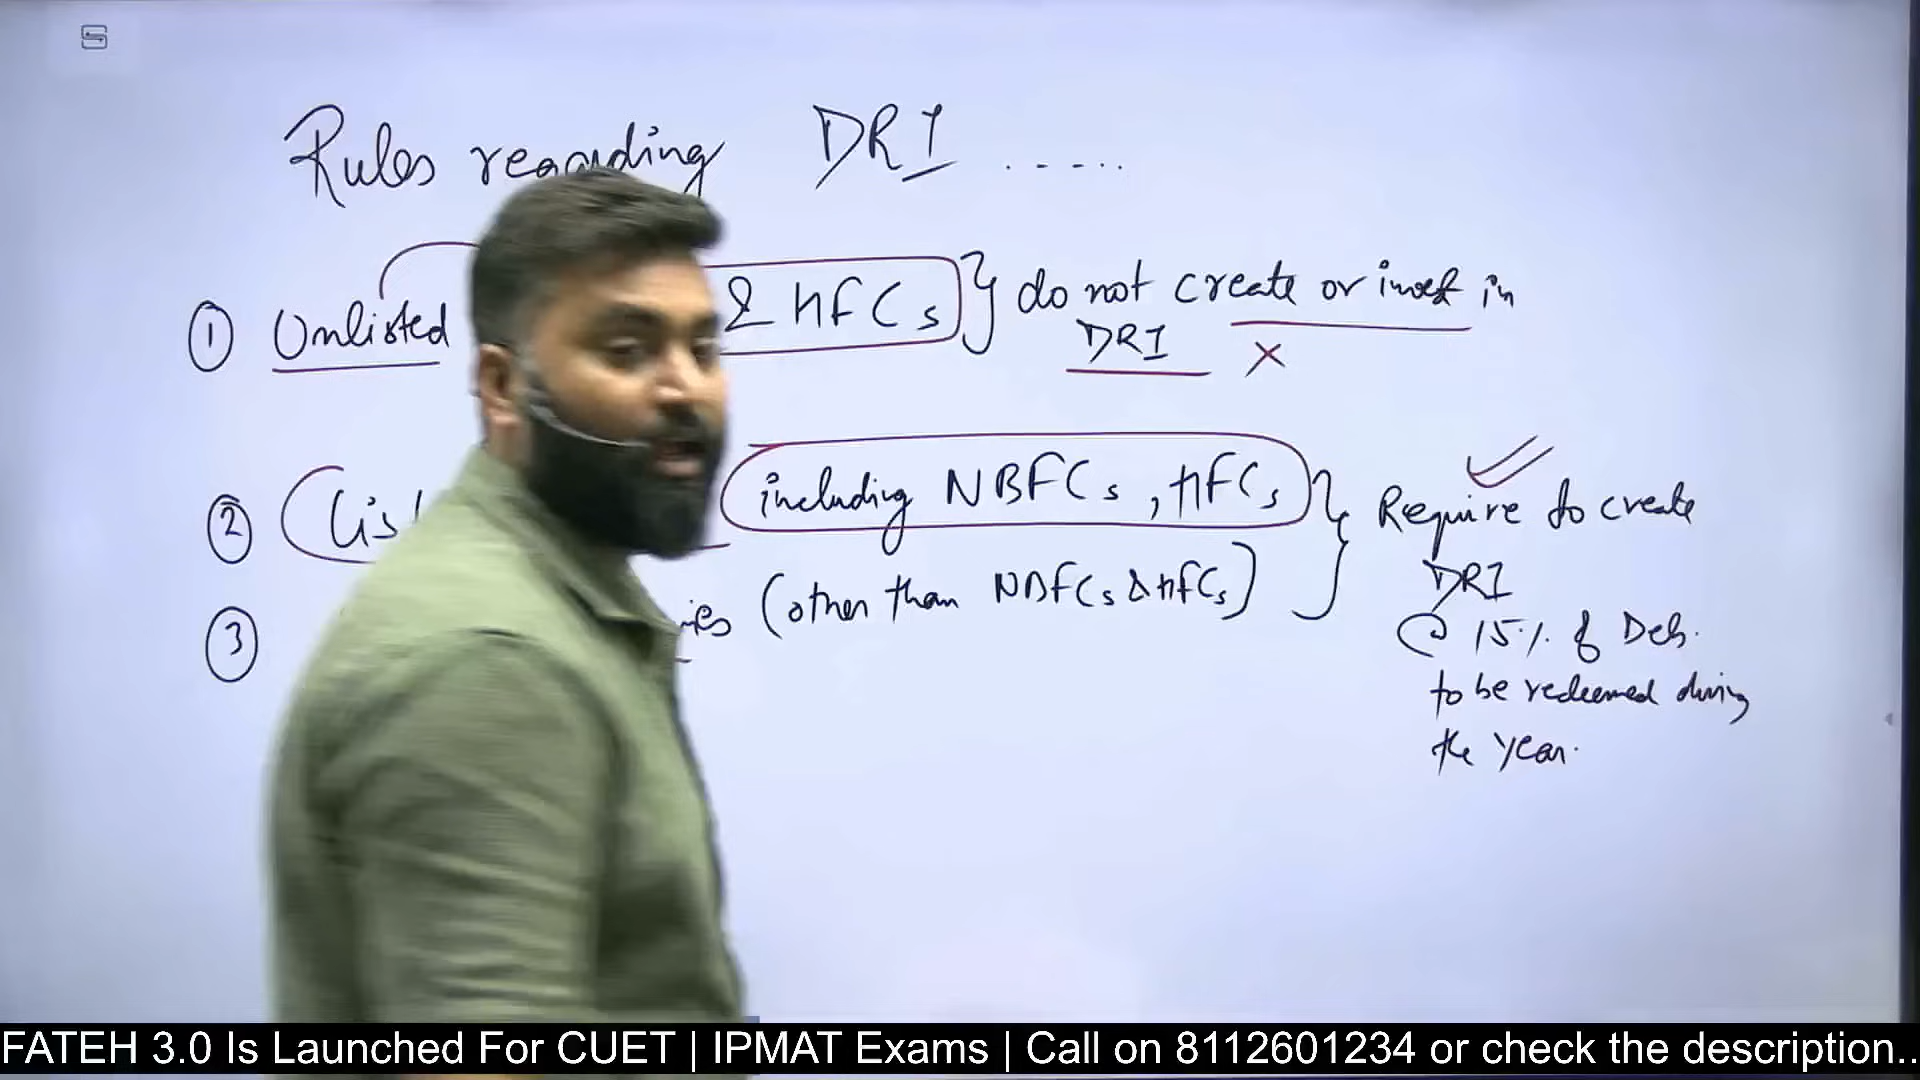 Rules regarding DRI ......
① Unlisted & HFCs } do not create or invest in
DRI ×
② including NBFCs, HFCs } Require to create
DRI
③ (other than NBFCs & HFCs)
@ 15% of Deb.
to be redeemed during
the year.
FATEH 3.0 Is Launched For CUET | IPMAT Exams | Call on 8112601234 or check the description..